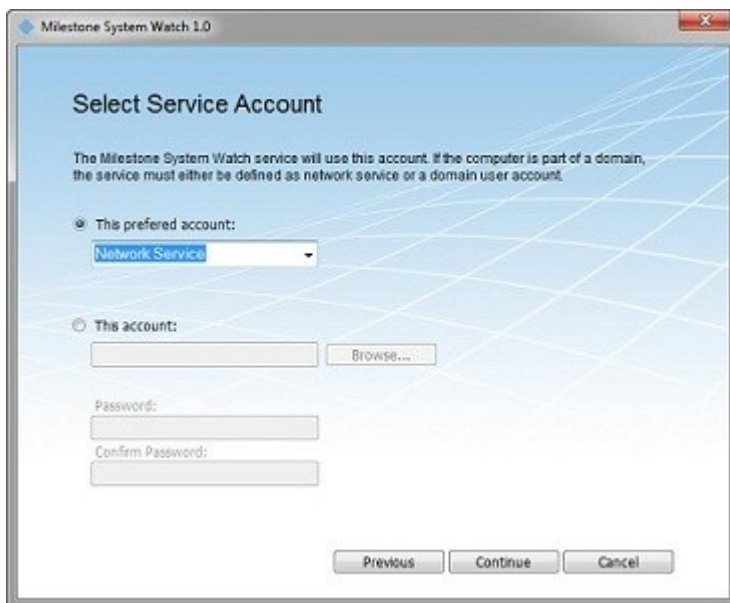 Milestone System Watch 1.0
Select Service Account
The Milestone System Watch service will use this account. If the computer is part of a domain,
the service must either be defined as network service or a domain user account.
This prefered account:
Network Service
This account:
Browse...
Password:
Confirm Password:
Previous Continue Cancel